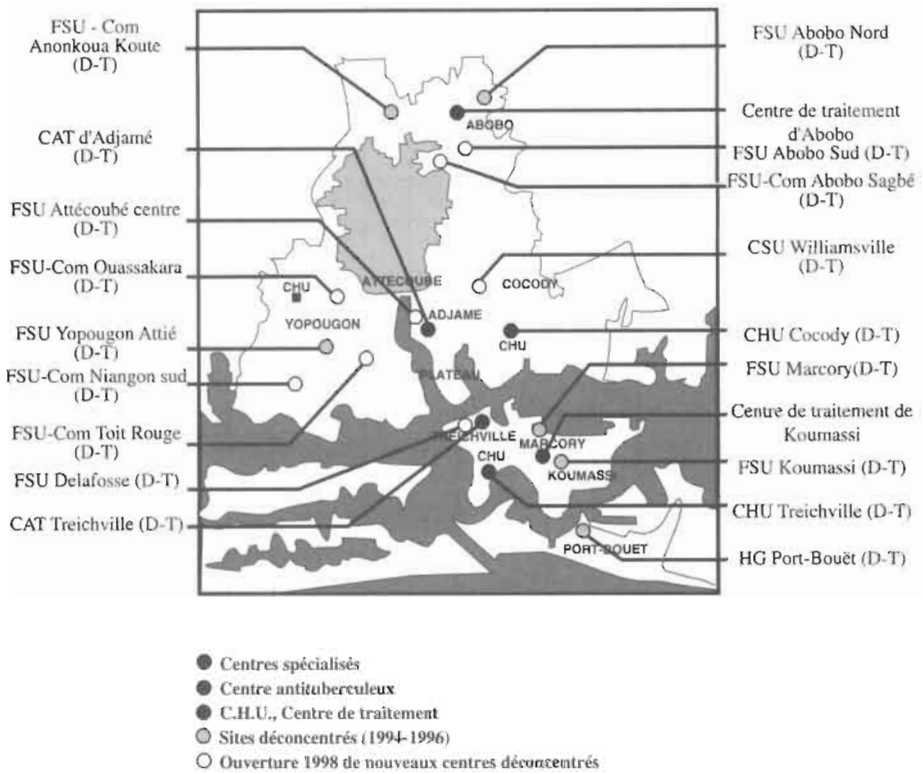 FSU - Com
Anonkoua Koute
(D-T)
CAT d'Adjamé
(D-T)
FSU Attécoubé centre
(D-T)
FSU-Com Ouassakara
(D-T)
FSU Yopougon Attié
(D-T)
FSU-Com Niangon sud
(D-T)
FSU-Com Toit Rouge
(D-T)
FSU Delafosse (D-T)
CAT Treichville (D-T)
ABOBO
ATTECOUBE
COCODY
CHU
YOPOUGON
ADJAME
CHU
PLATEAU
TREICHVILLE
MARCORY
CHU
KOUMASSI
PORT-BOUET
FSU Abobo Nord
(D-T)
Centre de traitement
d'Abobo
FSU Abobo Sud (D-T)
FSU-Com Abobo Sagbé
(D-T)
CSU Williamsville
(D-T)
CHU Cocody (D-T)
FSU Marcory(D-T)
Centre de traitement de
Koumassi
FSU Koumassi (D-T)
CHU Treichville (D-T)
HG Port-Bouët (D-T)
Centres spécialisés
Centre antituberculeux
C.H.U., Centre de traitement
Sites déconcentrés (1994-1996)
Ouverture 1998 de nouveaux centres déconcentrés